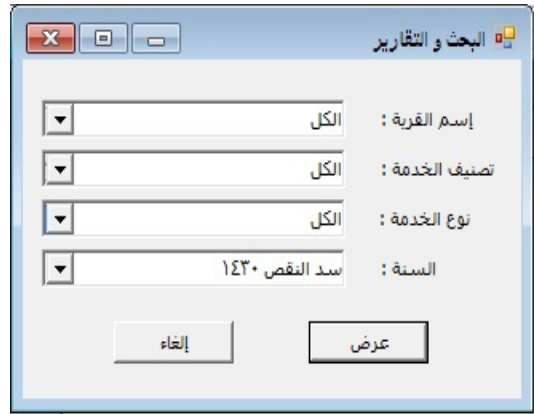 البحث و التقارير
إسم القرية : الكل
تصنيف الخدمة : الكل
نوع الخدمة : الكل
السنة : سد النقص ١٤٣٠
عرض إلغاء